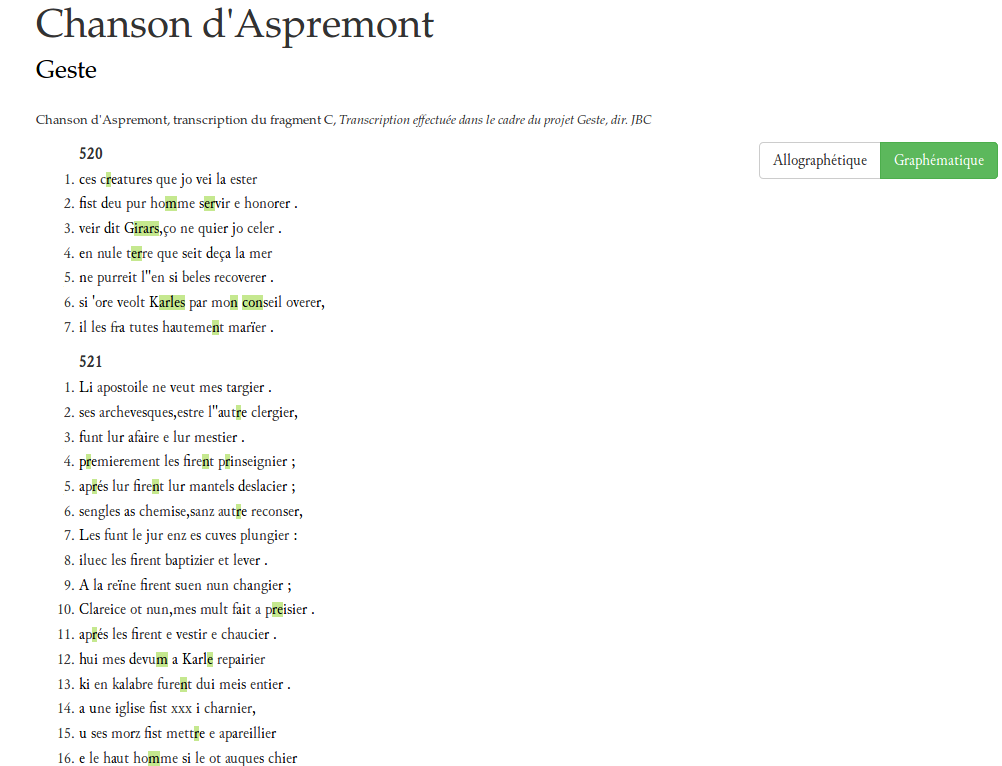 Chanson d'Aspremont
Geste
Chanson d'Aspremont, transcription du fragment C, Transcription effectuée dans le cadre du projet Geste, dir. JBC
Allographétique Graphématique
520
1. ces creatures que jo vei la ester
2. fist deu pur homme servir e honorer .
3. veir dit Girars,ço ne quier jo celer .
4. en nule terre que seit deça la mer
5. ne purreit l''en si beles recoverer .
6. si 'ore veolt Karles par mon conseil overer,
7. il les fra tutes hautement marïer .
521
1. Li apostoile ne veut mes targier .
2. ses archevesques,estre l''autre clergier,
3. funt lur afaire e lur mestier .
4. premierement les firent prinseignier ;
5. aprés lur firent lur mantels deslacier ;
6. sengles as chemise,sanz autre reconser,
7. Les funt le jur enz es cuves plungier :
8. iluec les firent baptizier et lever .
9. A la reïne firent suen nun changier ;
10. Clareice ot nun,mes mult fait a preisier .
11. aprés les firent e vestir e chaucier .
12. hui mes devum a Karle repairier
13. ki en kalabre furent dui meis entier .
14. a une iglise fist xxx i charnier,
15. u ses morz fist mettre e apareillier
16. e le haut homme si le ot auques chier